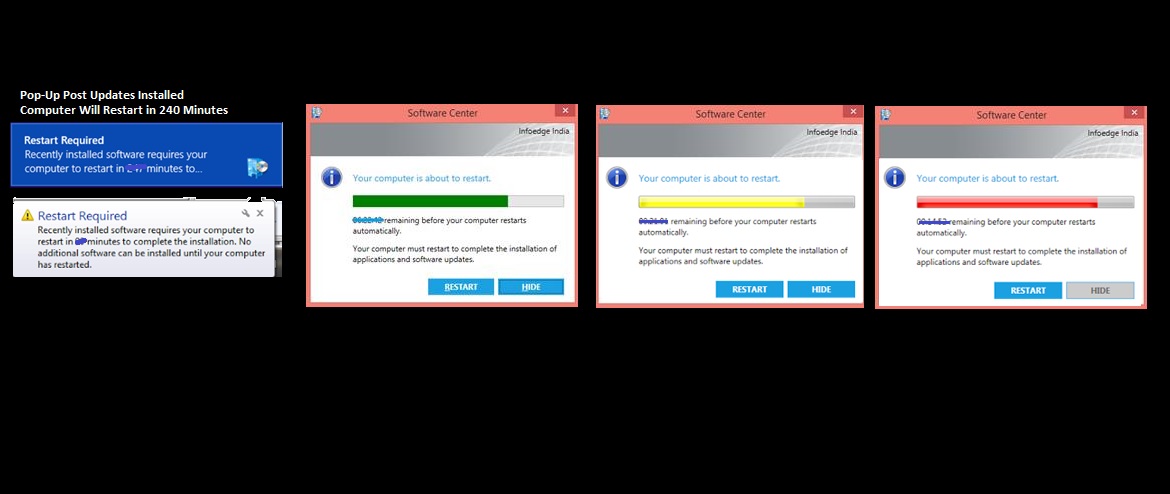 Pop-Up Post Updates Installed
Computer Will Restart in 240 Minutes
Restart Required
Recently installed software requires your
computer to restart in minutes to...
Restart Required
Recently installed software requires your computer to
restart in minutes to complete the installation. No
additional software can be installed until your computer
has restarted.
Software Center
Infoedge India
Your computer is about to restart.
remaining before your computer restarts
automatically.
Your computer must restart to complete the installation of
applications and software updates.
RESTART
HIDE
Software Center
Infoedge India
Your computer is about to restart.
remaining before your computer restarts
automatically.
Your computer must restart to complete the installation of
applications and software updates.
RESTART
HIDE
Software Center
Infoedge India
Your computer is about to restart.
remaining before your computer restarts
automatically.
Your computer must restart to complete the installation of
applications and software updates.
RESTART
HIDE